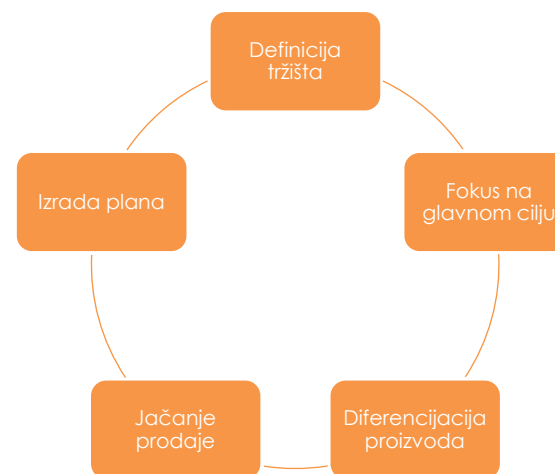 Definicija
tržišta
Fokus na
glavnom cilju
Diferencijacija
proizvoda
Jačanje
prodaje
Izrada plana